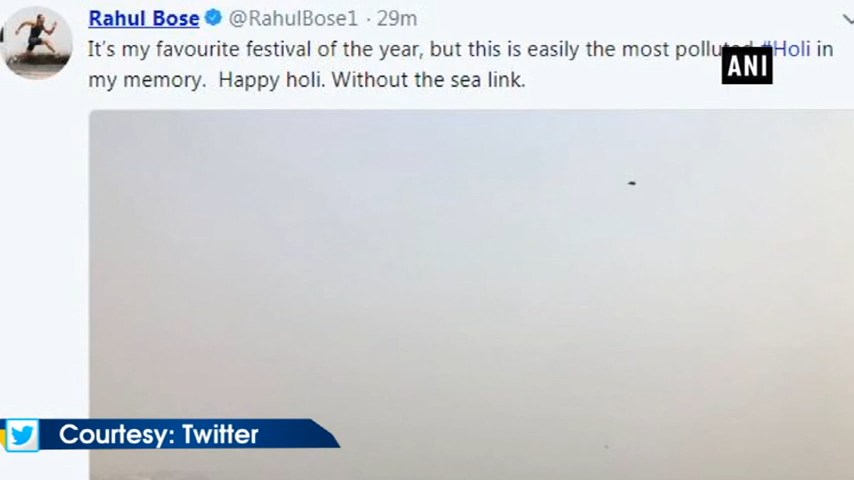 Rahul Bose @RahulBose1 · 29m
It's my favourite festival of the year, but this is easily the most polluted #Holi in
my memory. Happy holi. Without the sea link.
ANI
Courtesy: Twitter